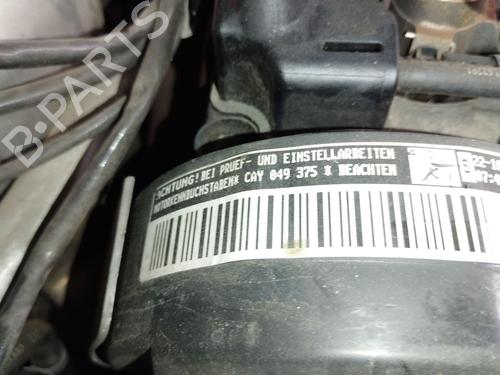 B-PARTS
ACHTUNG! BEI PRUEF- UND EINSTELLARBEITEN
MOTORKENNBUCHSTABEN* CAY 049 375 * BEACHTEN